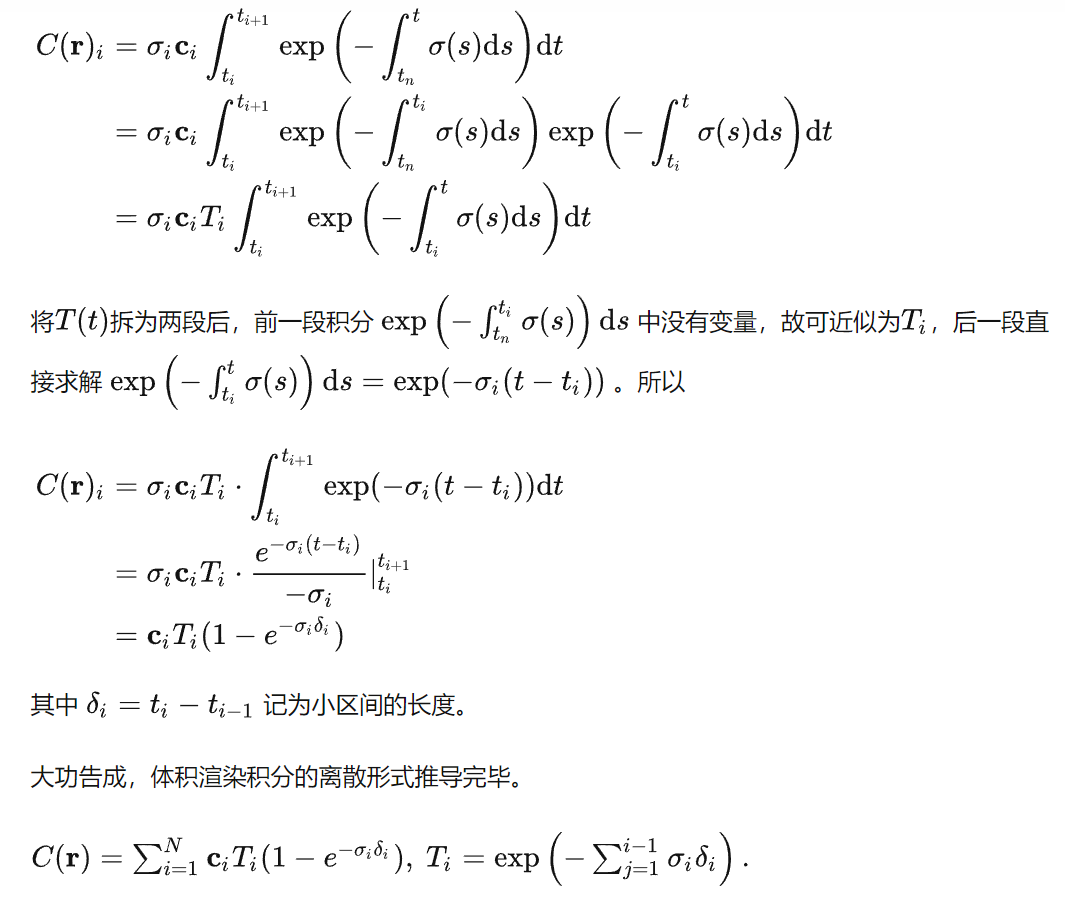 $C(\mathbf{r})_i = \sigma_i \mathbf{c}_i \int_{t_i}^{t_{i+1}} \exp\left(-\int_{t_n}^{t} \sigma(s)\mathrm{d}s\right)\mathrm{d}t$
$= \sigma_i \mathbf{c}_i \int_{t_i}^{t_{i+1}} \exp\left(-\int_{t_n}^{t_i} \sigma(s)\mathrm{d}s\right) \exp\left(-\int_{t_i}^{t} \sigma(s)\mathrm{d}s\right)\mathrm{d}t$
$= \sigma_i \mathbf{c}_i T_i \int_{t_i}^{t_{i+1}} \exp\left(-\int_{t_i}^{t} \sigma(s)\mathrm{d}s\right)\mathrm{d}t$
将$T(t)$拆为两段后，前一段积分 $\exp\left(-\int_{t_n}^{t_i} \sigma(s)\right)\mathrm{d}s$ 中没有变量，故可近似为$T_i$，后一段直
接求解 $\exp\left(-\int_{t_i}^{t} \sigma(s)\right)\mathrm{d}s = \exp(-\sigma_i(t - t_i))$ 。所以
$C(\mathbf{r})_i = \sigma_i \mathbf{c}_i T_i \cdot \int_{t_i}^{t_{i+1}} \exp(-\sigma_i(t - t_i))\mathrm{d}t$
$= \sigma_i \mathbf{c}_i T_i \cdot \frac{e^{-\sigma_i(t-t_i)}}{-\sigma_i} \Big|_{t_i}^{t_{i+1}}$
$= \mathbf{c}_i T_i (1 - e^{-\sigma_i \delta_i})$
其中 $\delta_i = t_i - t_{i-1}$ 记为小区间的长度。
大功告成，体积渲染积分的离散形式推导完毕。
$C(\mathbf{r}) = \sum_{i=1}^{N} \mathbf{c}_i T_i (1 - e^{-\sigma_i \delta_i}),\ T_i = \exp\left(-\sum_{j=1}^{i-1} \sigma_i \delta_i\right).$